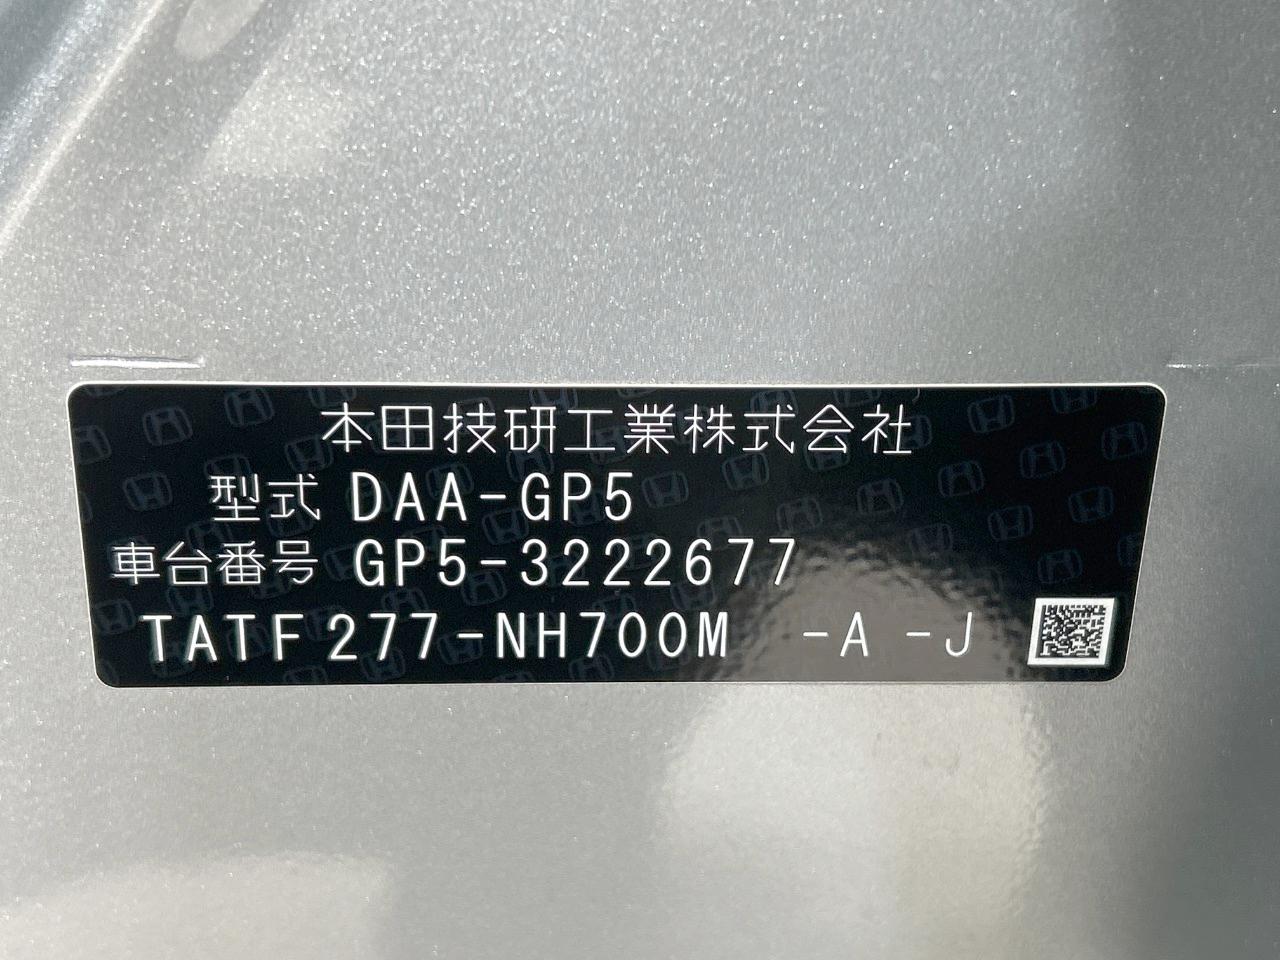 本田技研工業株式会社
型式 DAA-GP5
車台番号 GP5-3222677
TATF277-NH700M -A -J